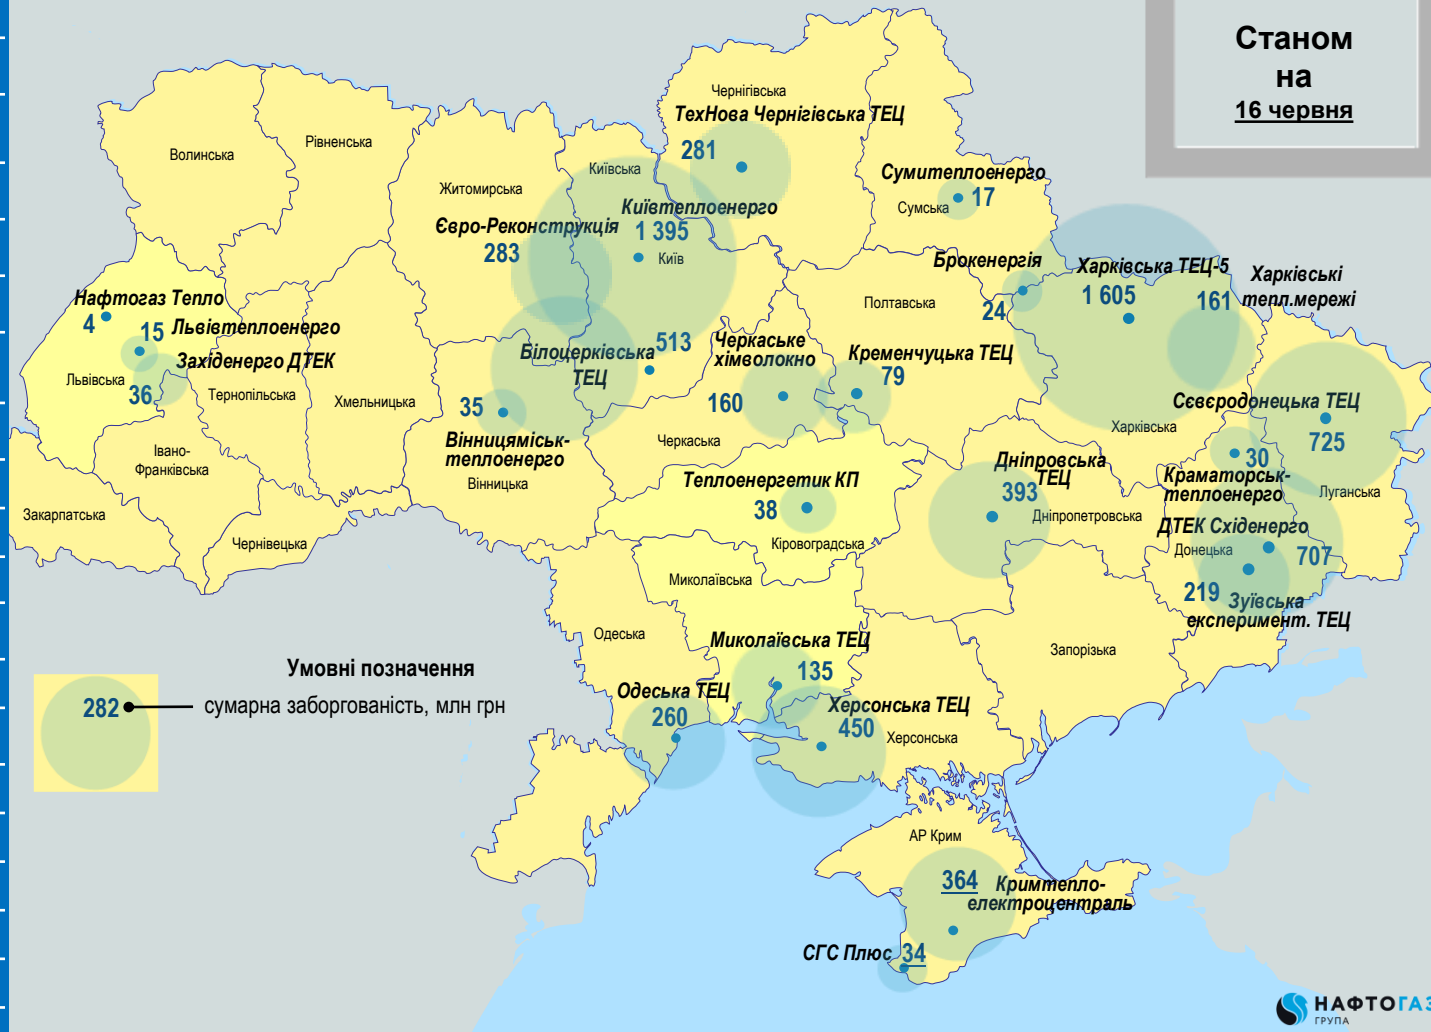 Станом
на
16 червня
Чернігівська
ТехНова Чернігівська ТЕЦ
281
Волинська
Рівненська
Житомирська
Київська
Київтеплоенерго
1 395
Київ
Євро-Реконструкція
283
Сумитеплоенерго
17
Сумська
Брокенергія
24
Харківська ТЕЦ-5
1 605
161
Харківські
тепл.мережі
Полтавська
Нафтогаз Тепло
4
15
Львівтеплоенерго
Західенерго ДТЕК
36
Львівська
Тернопільська
Хмельницька
Білоцерківська
ТЕЦ
513
Черкаське
хімволокно
160
Кременчуцька ТЕЦ
79
35
Вінницяміськ-
теплоенерго
Вінницька
Черкаська
Харківська
Сєвєродонецька ТЕЦ
725
30
Краматорськ-
теплоенерго
Луганська
Івано-
Франківська
Закарпатська
Чернівецька
Теплоенергетик КП
38
Кіровоградська
Дніпровська
ТЕЦ
393
Дніпропетровська
ДТЕК Східенерго
Донецька
707
219
Зуївська
експеримент. ТЕЦ
Миколаївська
Одеська
Миколаївська ТЕЦ
135
Запорізька
Одеська ТЕЦ
260
Херсонська ТЕЦ
450
Херсонська
Умовні позначення
282
сумарна заборгованість, млн грн
АР Крим
364
Кримтепло-
електроцентраль
СГС Плюс
34
НАФТОГАЗ
ГРУПА